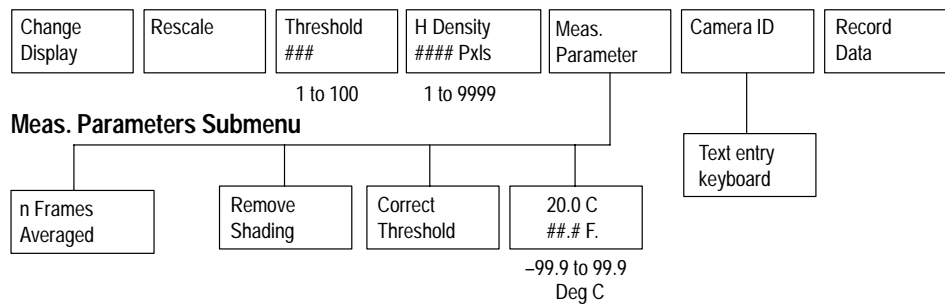 Change
Display
Rescale
Threshold
###
H Density
#### Pxls
Meas.
Parameter
Camera ID
Record
Data
1 to 100
1 to 9999
Meas. Parameters Submenu
Text entry
keyboard
n Frames
Averaged
Remove
Shading
Correct
Threshold
20.0 C
##.# F.
–99.9 to 99.9
Deg C